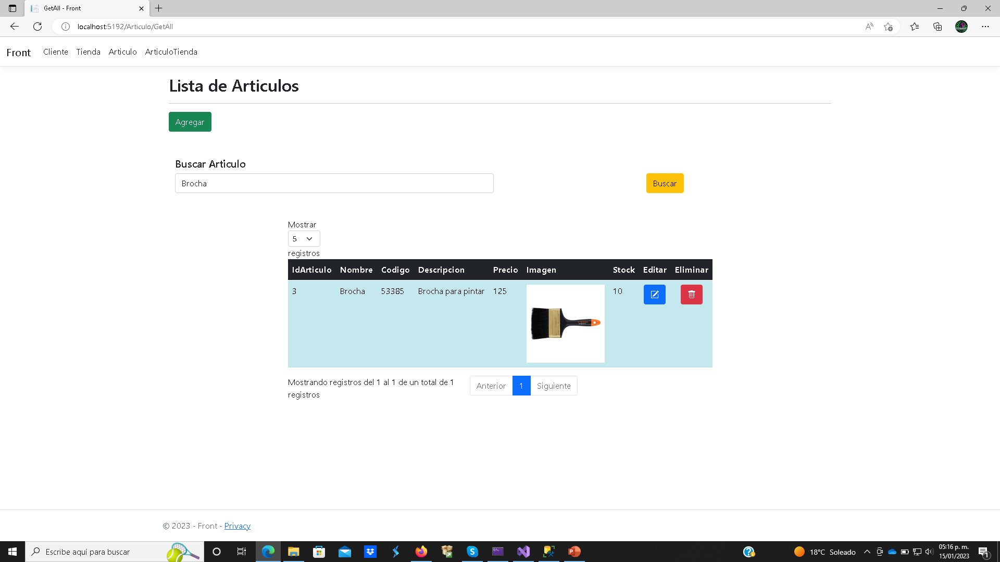 GetAll - Front
localhost:5192/Articulo/GetAll
Front Cliente Tienda Articulo ArticuloTienda
Lista de Articulos
Agregar
Buscar Articulo
Brocha Buscar
Mostrar
5
registros
IdArticulo Nombre Codigo Descripcion Precio Imagen Stock Editar Eliminar
3 Brocha 53385 Brocha para pintar 125 10
Mostrando registros del 1 al 1 de un total de 1
registros
Anterior 1 Siguiente
© 2023 - Front - Privacy
Escribe aquí para buscar
18°C Soleado
05:16 p. m.
15/01/2023
1